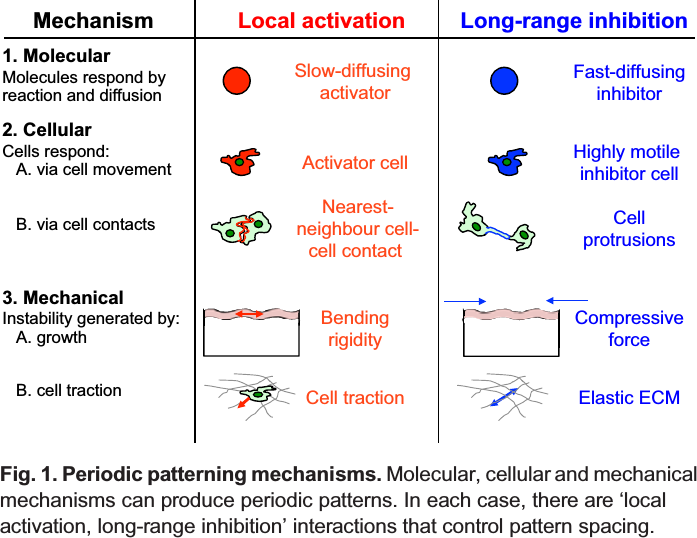 Mechanism
Local activation
Long-range inhibition
1. Molecular
Molecules respond by
reaction and diffusion
Slow-diffusing
activator
Fast-diffusing
inhibitor
2. Cellular
Cells respond:
A. via cell movement
Activator cell
Highly motile
inhibitor cell
B. via cell contacts
Nearest-
neighbour cell-
cell contact
Cell
protrusions
3. Mechanical
Instability generated by:
A. growth
Bending
rigidity
Compressive
force
B. cell traction
Cell traction
Elastic ECM
Fig. 1. Periodic patterning mechanisms. Molecular, cellular and mechanical
mechanisms can produce periodic patterns. In each case, there are ‘local
activation, long-range inhibition’ interactions that control pattern spacing.